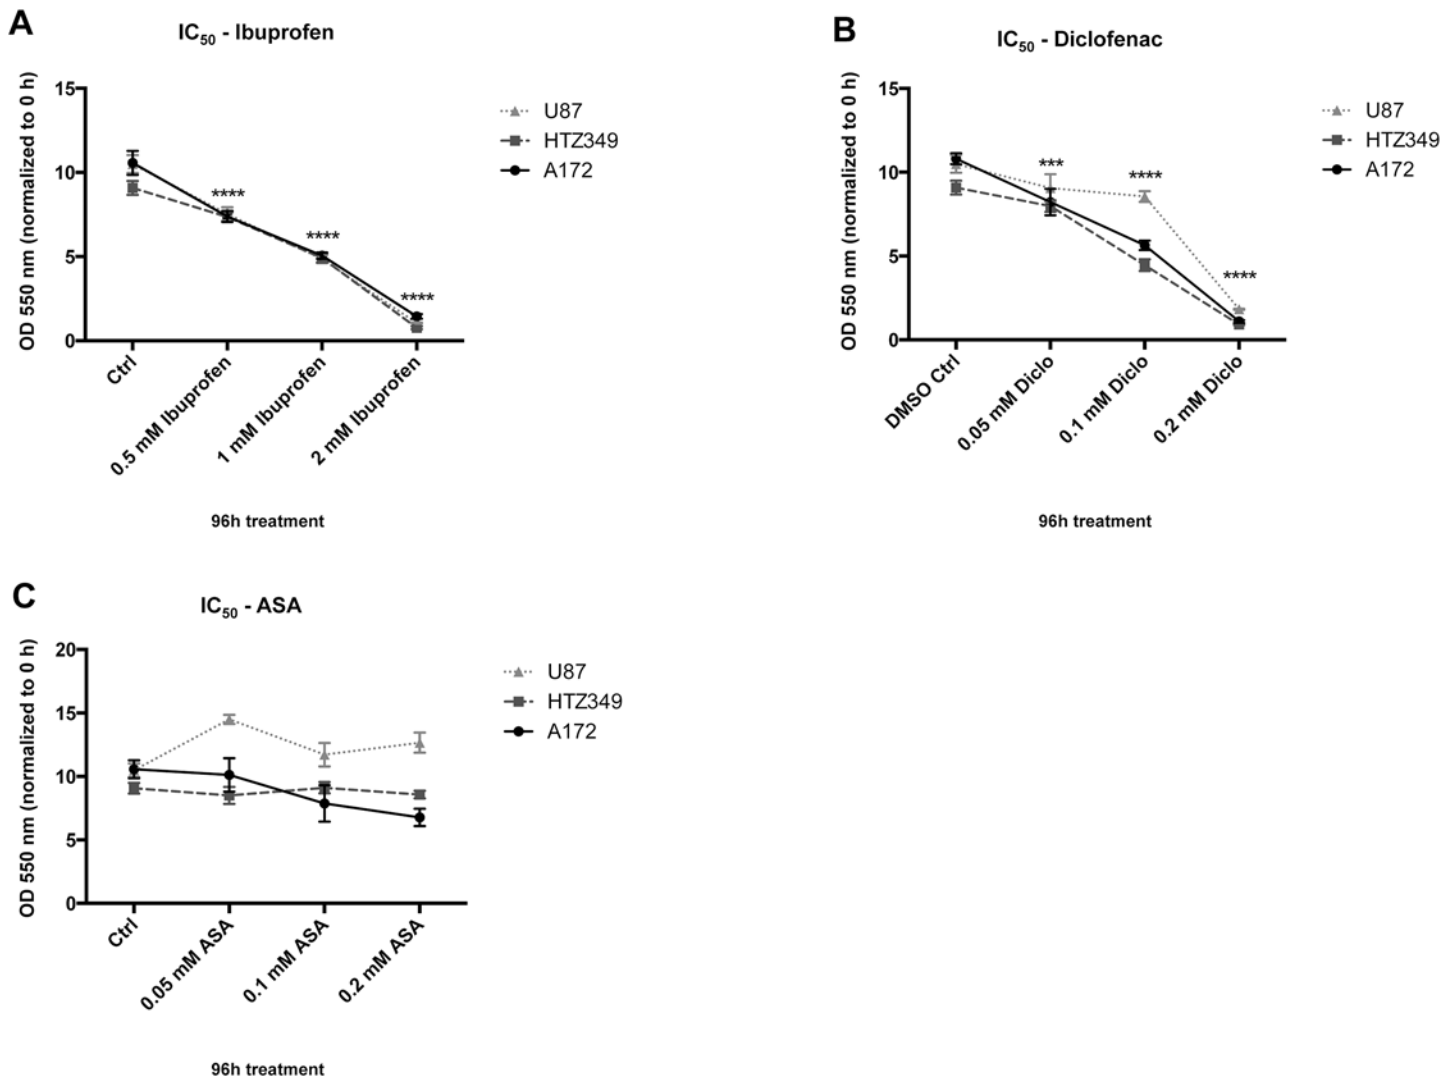 A
IC50 - Ibuprofen
OD 550 nm (normalized to 0 h)
15
10
5
0
****
****
****
Ctrl
0.5 mM Ibuprofen
1 mM Ibuprofen
2 mM Ibuprofen
96h treatment
U87
HTZ349
A172
B
IC50 - Diclofenac
OD 550 nm (normalized to 0 h)
15
10
5
0
***
****
****
DMSO Ctrl
0.05 mM Diclo
0.1 mM Diclo
0.2 mM Diclo
96h treatment
U87
HTZ349
A172
C
IC50 - ASA
OD 550 nm (normalized to 0 h)
20
15
10
5
0
Ctrl
0.05 mM ASA
0.1 mM ASA
0.2 mM ASA
96h treatment
U87
HTZ349
A172